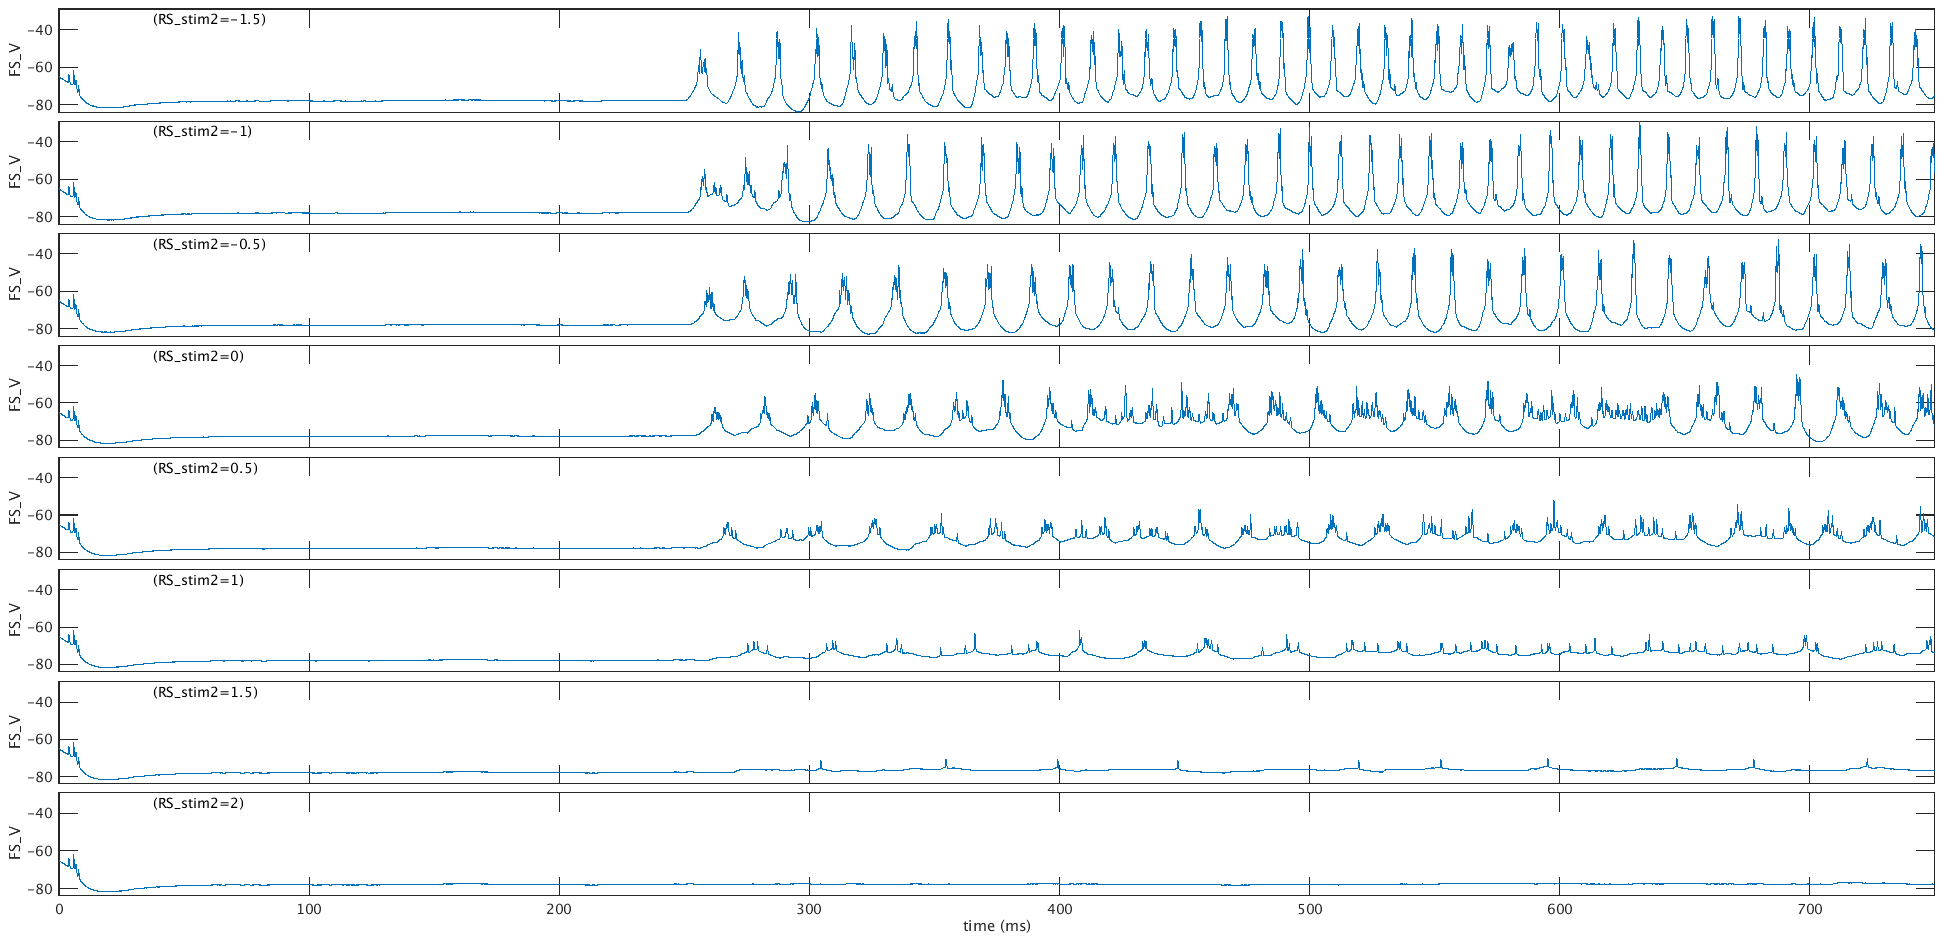 (RS_stim2=-1.5)
-40
-60
-80
FS_V
(RS_stim2=-1)
-40
-60
-80
FS_V
(RS_stim2=-0.5)
-40
-60
-80
FS_V
(RS_stim2=0)
-40
-60
-80
FS_V
(RS_stim2=0.5)
-40
-60
-80
FS_V
(RS_stim2=1)
-40
-60
-80
FS_V
(RS_stim2=1.5)
-40
-60
-80
FS_V
(RS_stim2=2)
-40
-60
-80
FS_V
0 100 200 300 400 500 600 700
time (ms)